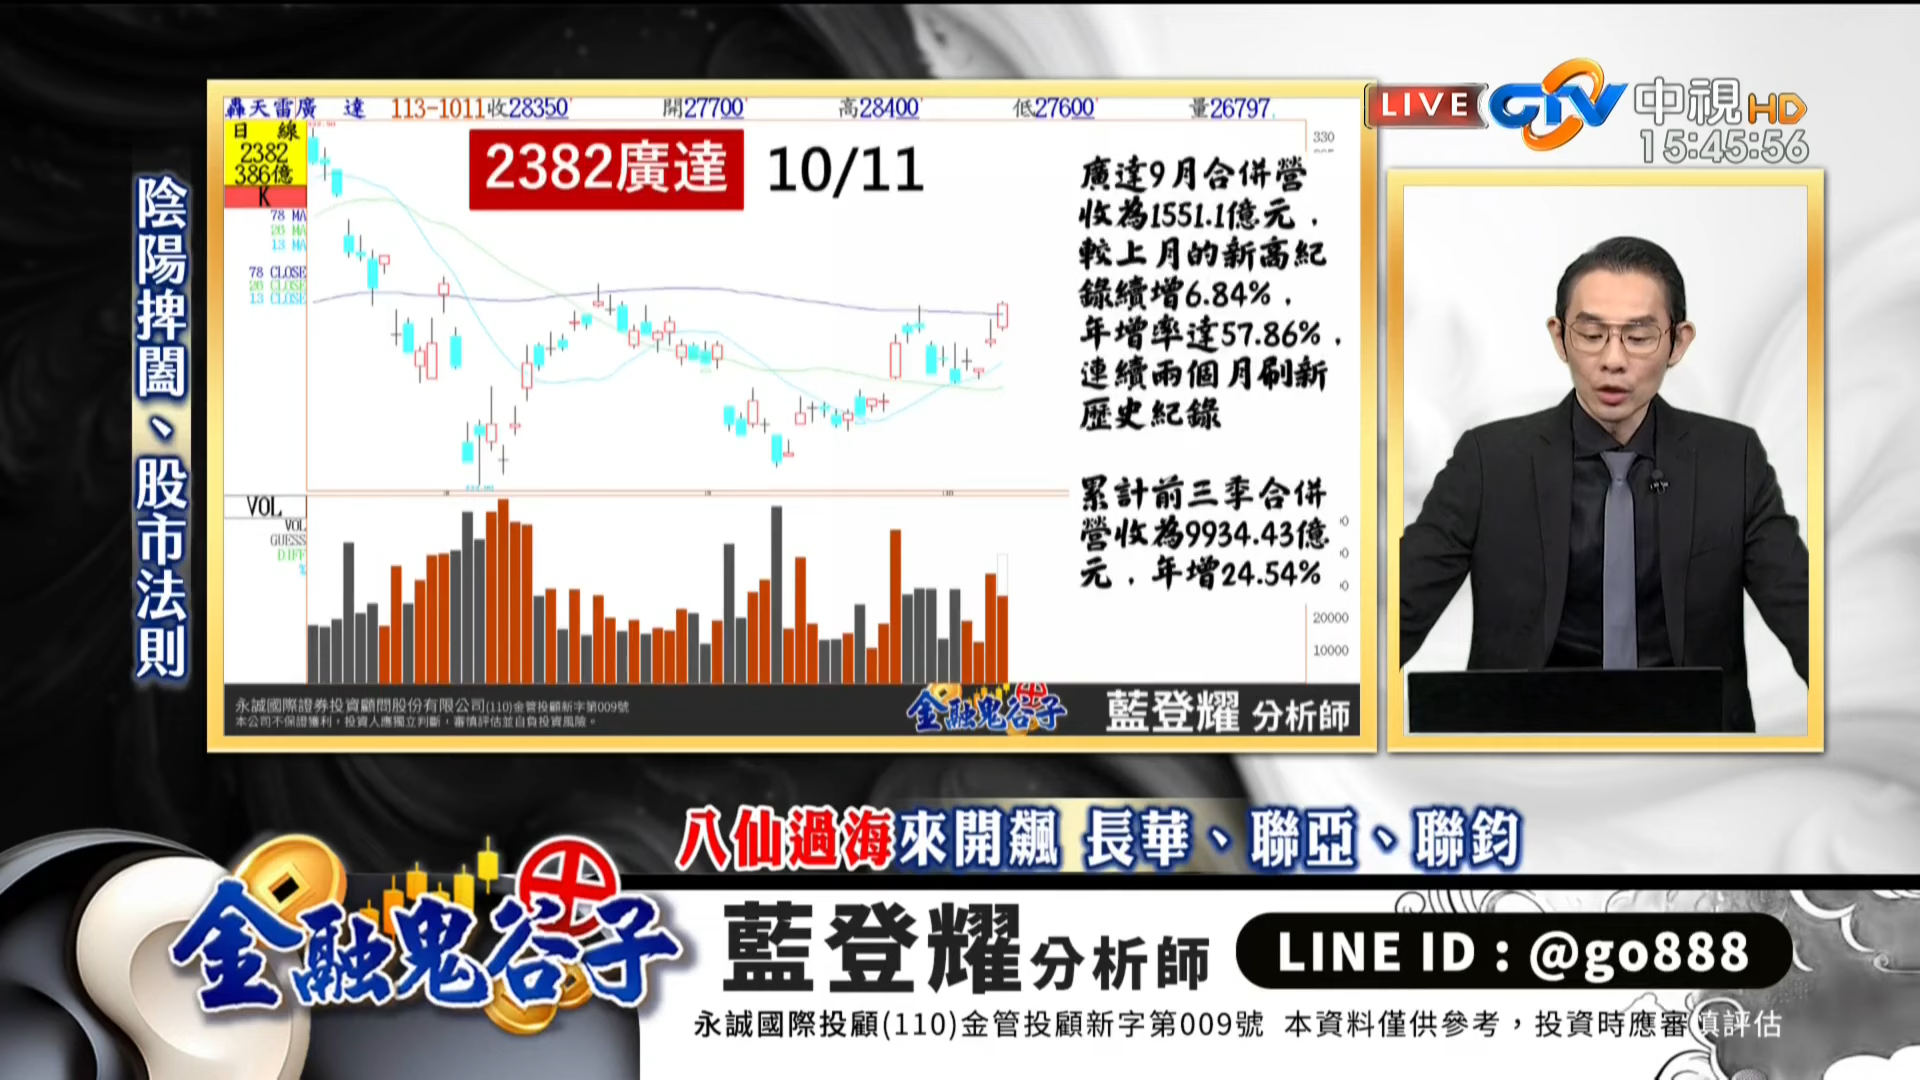 轟天雷廣 達 113-1011收28350 開27700 高28400 低27600 量26797
日 線
2382
386億
K
78 MA
26 MA
13 MA
78 CLOSE
26 CLOSE
13 CLOSE
2382廣達 10/11
330
廣達9月合併營
收為1551.1億元，
較上月的新高紀
錄續增6.84%，
年增率達57.86%，
連續兩個月刷新
歷史紀錄
累計前三季合併
營收為9934.43億
元，年增24.54%
VOL
VOL
GUESS
DIFF
20000
10000
永誠國際證券投資顧問股份有限公司(110)金管投顧新字第009號
本公司不保證獲利，投資人應獨立判斷，審慎評估並自負投資風險。
金融鬼谷子
藍登耀 分析師
LIVE CTV 中視HD
15:45:56
陰陽捭闔、股市法則
八仙過海來開飆 長華、聯亞、聯鈞
金融鬼谷子
藍登耀分析師
LINE ID：@go888
永誠國際投顧(110)金管投顧新字第009號 本資料僅供參考，投資時應審慎評估